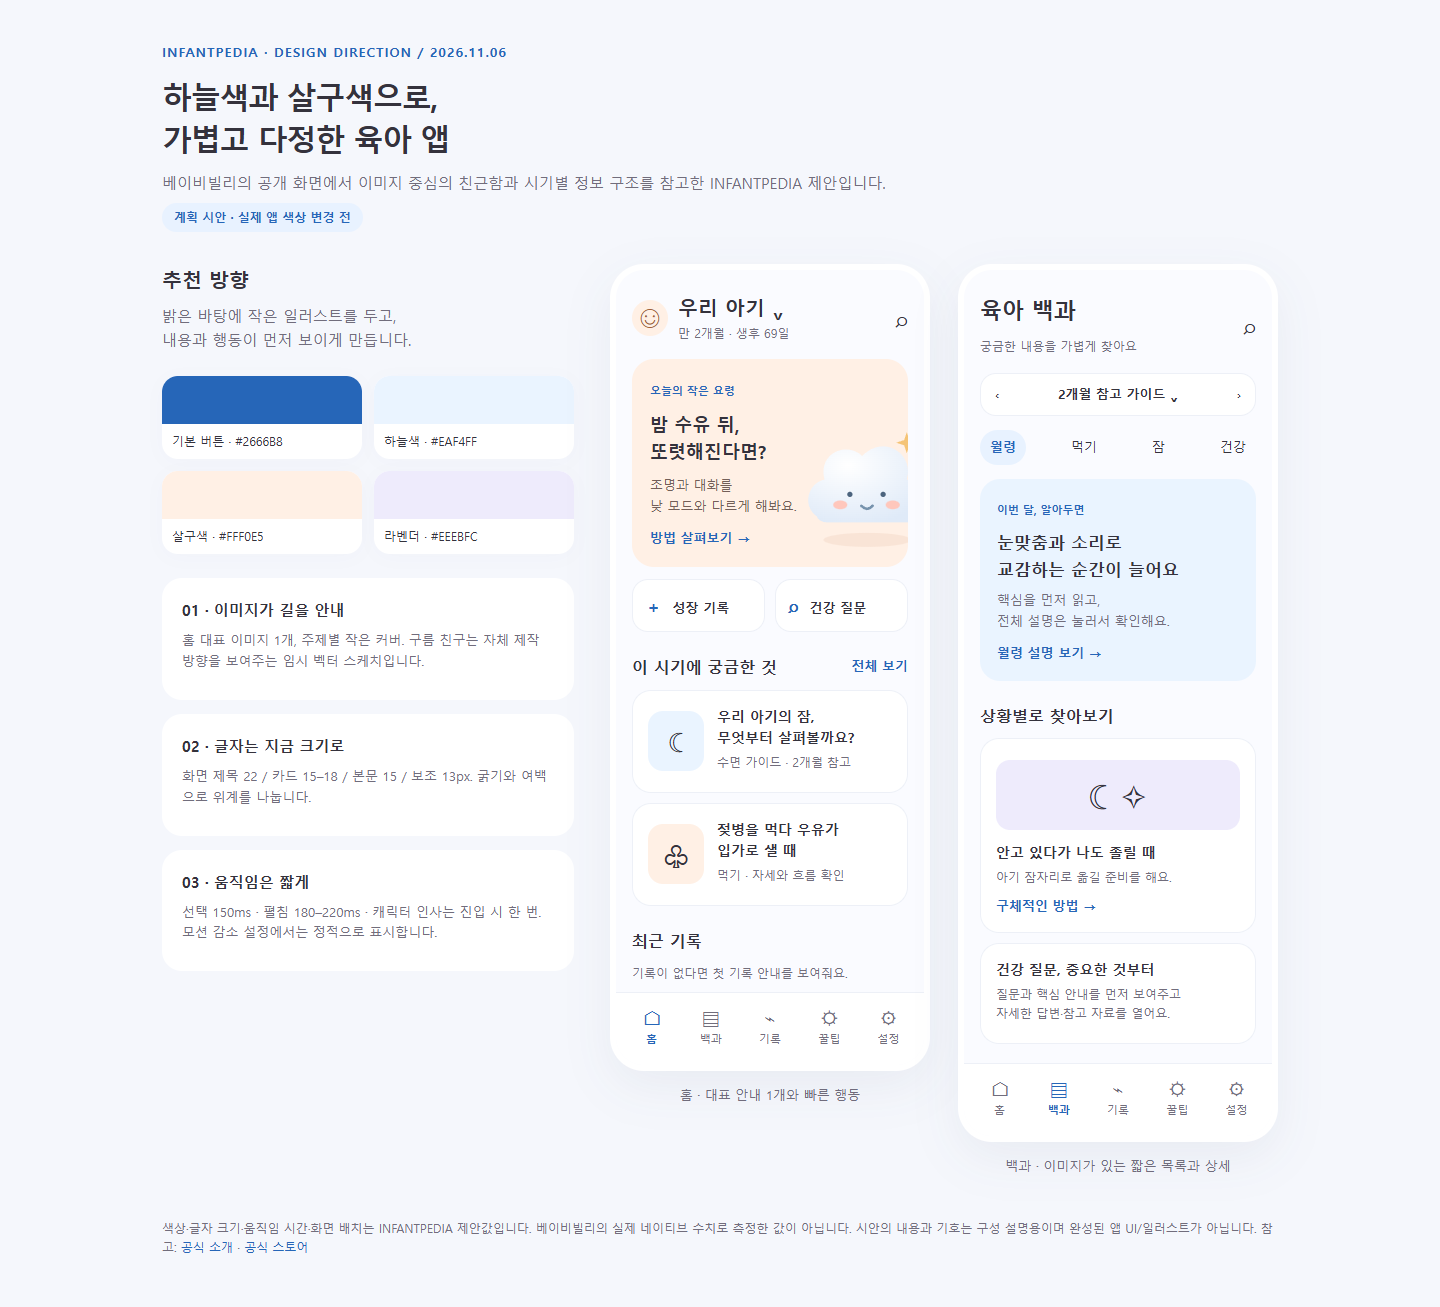 INFANTPEDIA · DESIGN DIRECTION / 2026.11.06
하늘색과 살구색으로,
가볍고 다정한 육아 앱
베이비빌리의 공개 화면에서 이미지 중심의 친근함과 시기별 정보 구조를 참고한 INFANTPEDIA 제안입니다.
계획 시안 · 실제 앱 색상 변경 전
추천 방향
밝은 바탕에 작은 일러스트를 두고,
내용과 행동이 먼저 보이게 만듭니다.
기본 버튼 · #2666B8
하늘색 · #EAF4FF
살구색 · #FFF0E5
라벤더 · #EEEBFC
01 · 이미지가 길을 안내
홈 대표 이미지 1개, 주제별 작은 커버. 구름 친구는 자체 제작
방향을 보여주는 임시 벡터 스케치입니다.
02 · 글자는 지금 크기로
화면 제목 22 / 카드 15–18 / 본문 15 / 보조 13px. 굵기와 여백
으로 위계를 나눕니다.
03 · 움직임은 짧게
선택 150ms · 펼침 180–220ms · 캐릭터 인사는 진입 시 한 번.
모션 감소 설정에서는 정적으로 표시합니다.
우리 아기
만 2개월 · 생후 69일
오늘의 작은 요령
밤 수유 뒤,
또렷해진다면?
조명과 대화를
낮 모드와 다르게 해봐요.
방법 살펴보기 →
+ 성장 기록
건강 질문
이 시기에 궁금한 것
전체 보기
우리 아기의 잠,
무엇부터 살펴볼까요?
수면 가이드 · 2개월 참고
젖병을 먹다 우유가
입가로 샐 때
먹기 · 자세와 흐름 확인
최근 기록
기록이 없다면 첫 기록 안내를 보여줘요.
홈
백과
기록
꿀팁
설정
홈 · 대표 안내 1개와 빠른 행동
육아 백과
궁금한 내용을 가볍게 찾아요
‹ 2개월 참고 가이드 ›
월령
먹기
잠
건강
이번 달, 알아두면
눈맞춤과 소리로
교감하는 순간이 늘어요
핵심을 먼저 읽고,
전체 설명은 눌러서 확인해요.
월령 설명 보기 →
상황별로 찾아보기
안고 있다가 나도 졸릴 때
아기 잠자리로 옮길 준비를 해요.
구체적인 방법 →
건강 질문, 중요한 것부터
질문과 핵심 안내를 먼저 보여주고
자세한 답변·참고 자료를 열어요.
홈
백과
기록
꿀팁
설정
백과 · 이미지가 있는 짧은 목록과 상세
색상·글자 크기·움직임 시간·화면 배치는 INFANTPEDIA 제안값입니다. 베이비빌리의 실제 네이티브 수치로 측정한 값이 아닙니다. 시안의 내용과 기호는 구성 설명용이며 완성된 앱 UI/일러스트가 아닙니다. 참
고: 공식 소개 · 공식 스토어